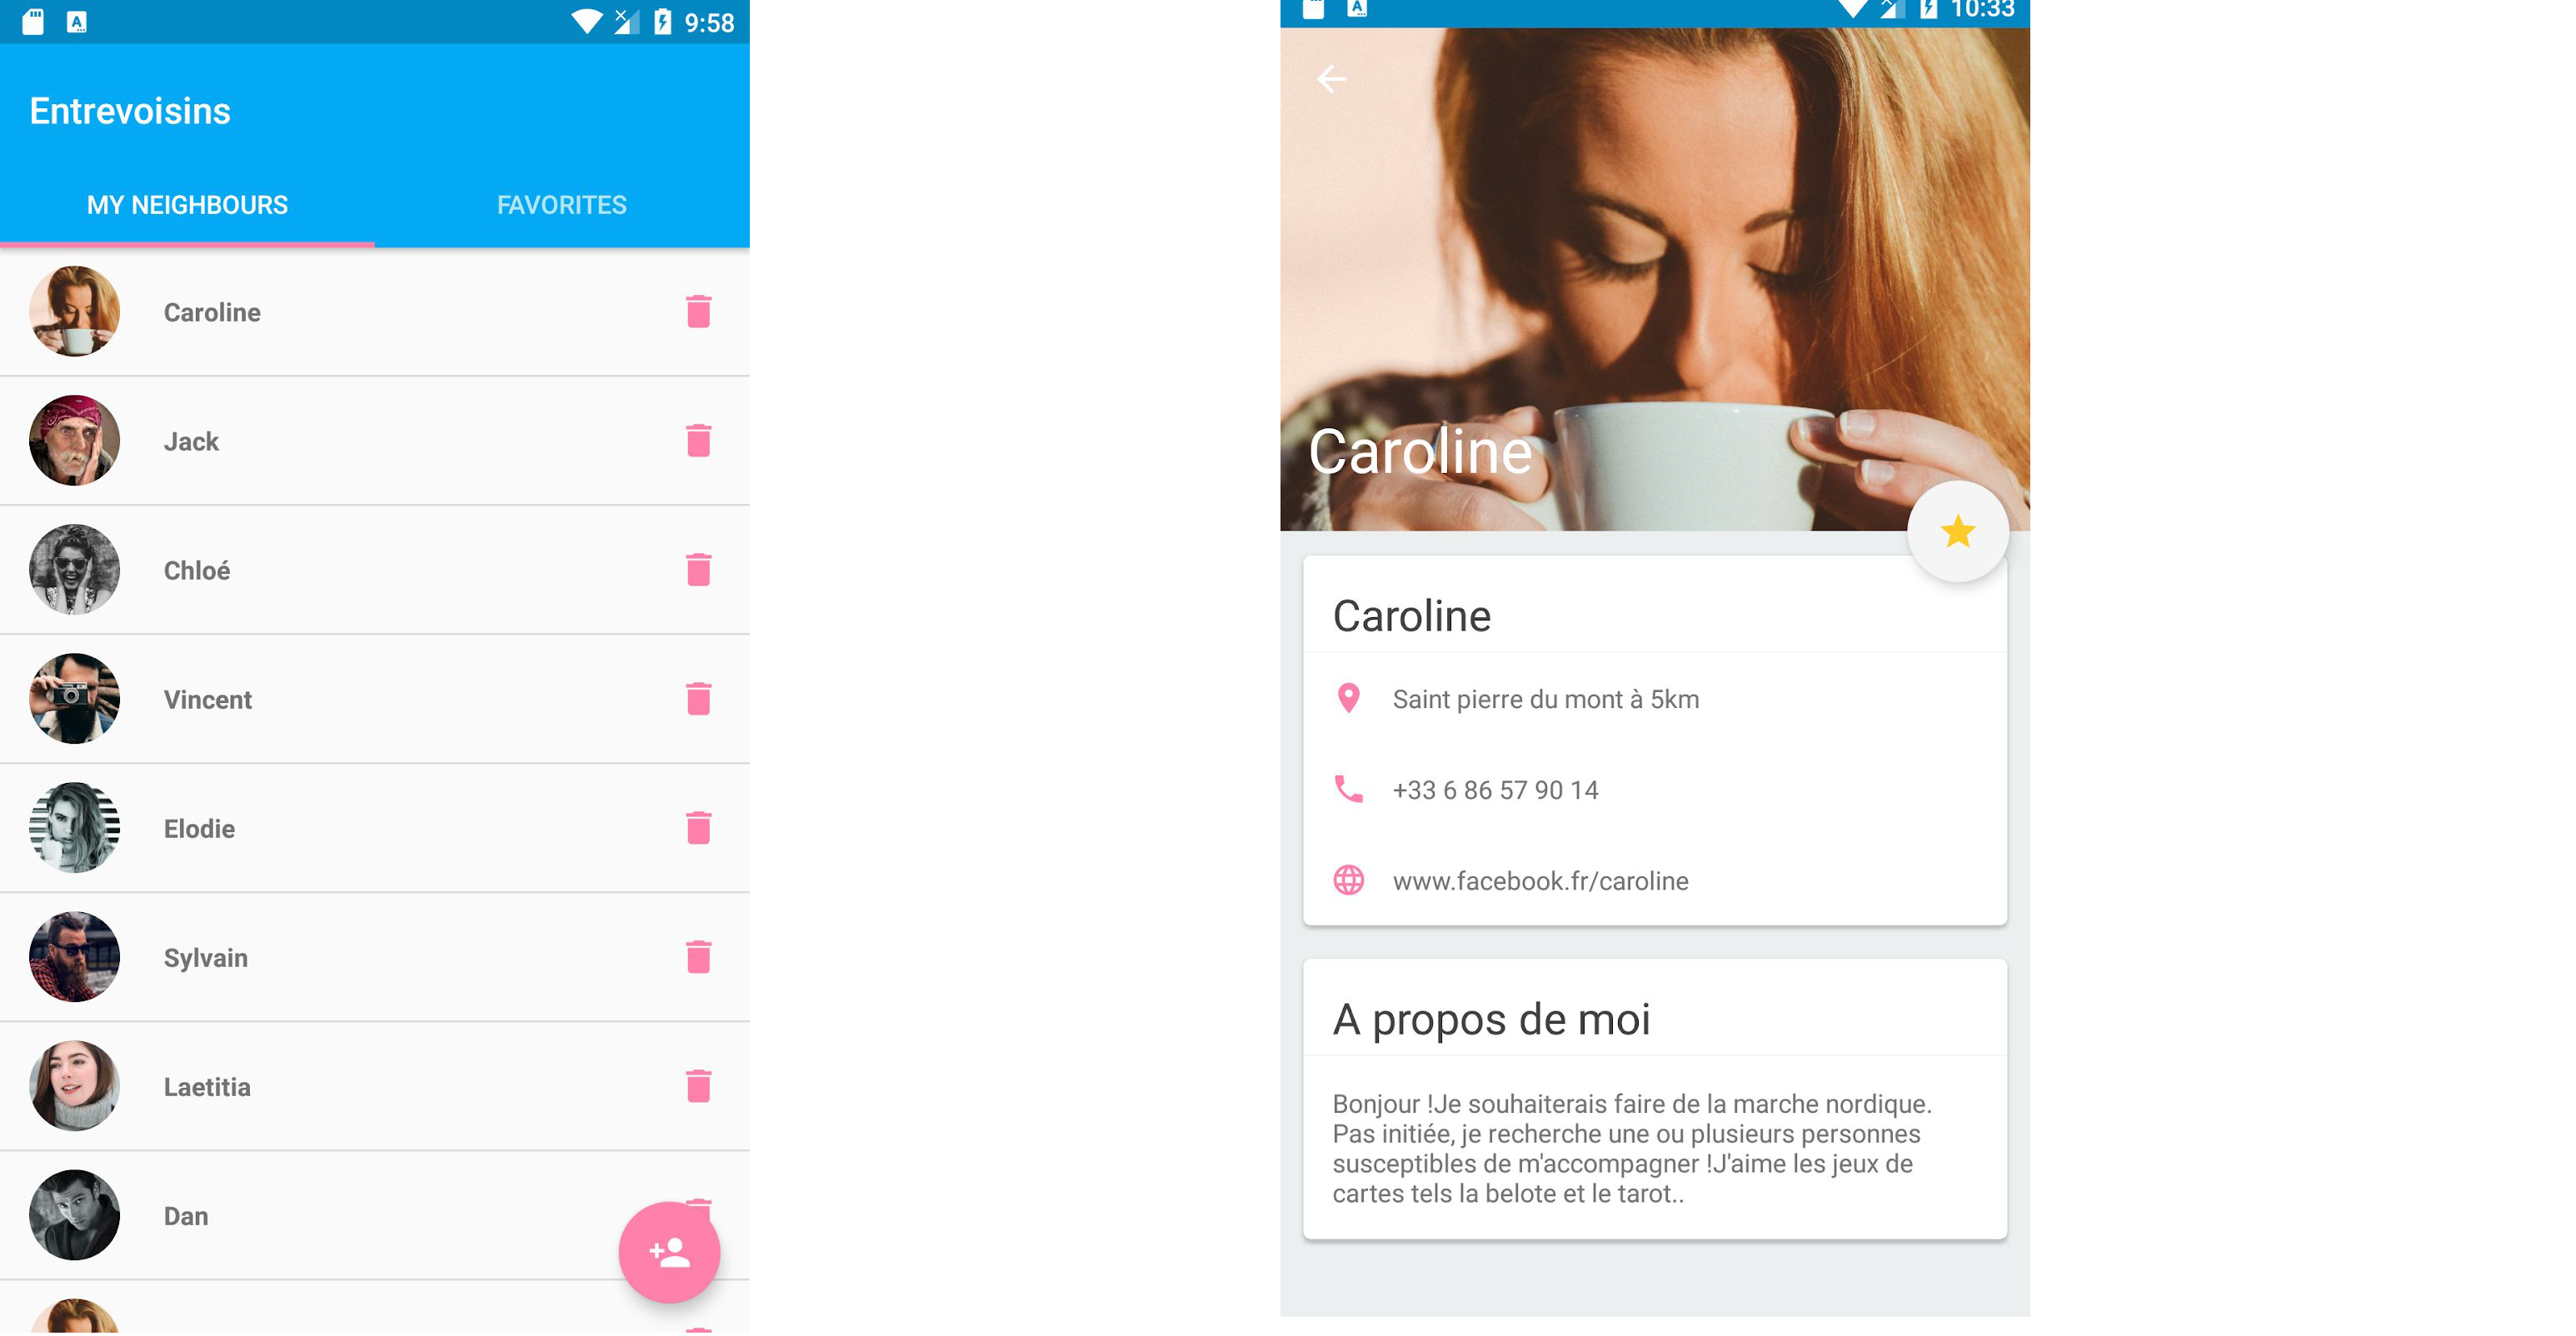 9:58
Entrevoisins
MY NEIGHBOURS FAVORITES
Caroline
Jack
Chloé
Vincent
Elodie
Sylvain
Laetitia
Dan
10:33
Caroline
Caroline
Saint pierre du mont à 5km
+33 6 86 57 90 14
www.facebook.fr/caroline
A propos de moi
Bonjour !Je souhaiterais faire de la marche nordique.
Pas initiée, je recherche une ou plusieurs personnes
susceptibles de m'accompagner !J'aime les jeux de
cartes tels la belote et le tarot..